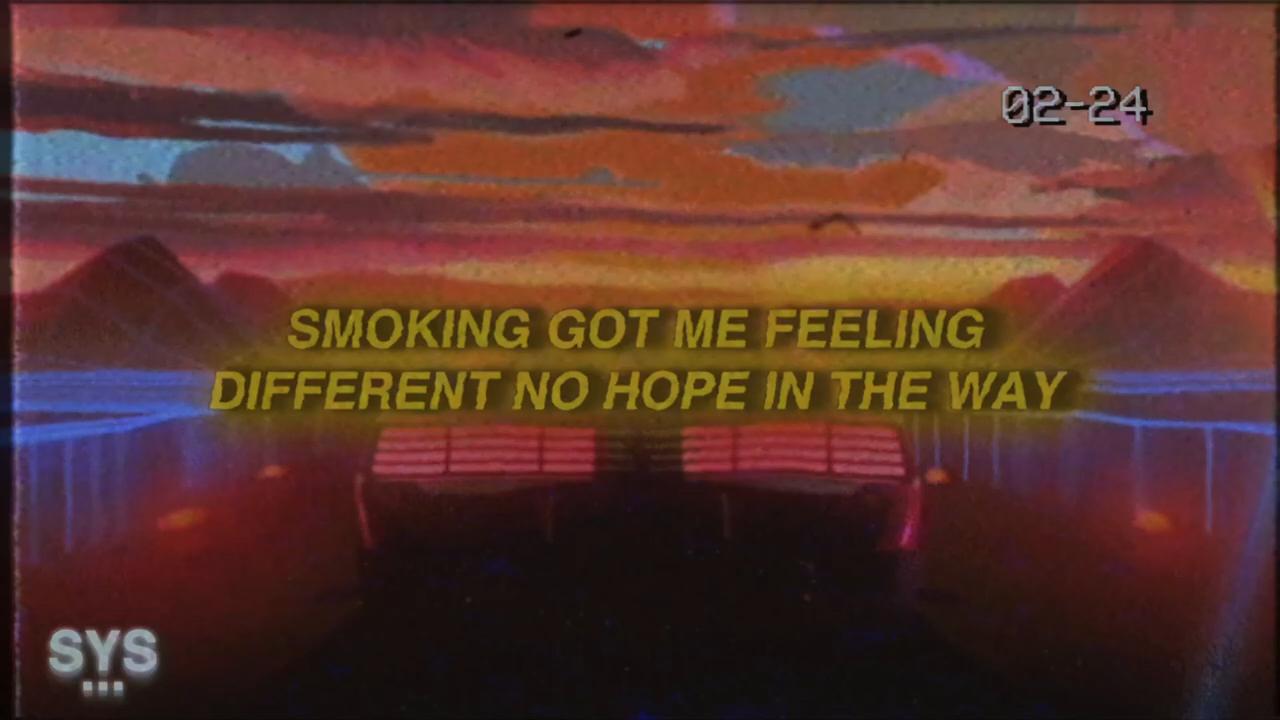 02-24
SMOKING GOT ME FEELING
DIFFERENT NO HOPE IN THE WAY
SYS